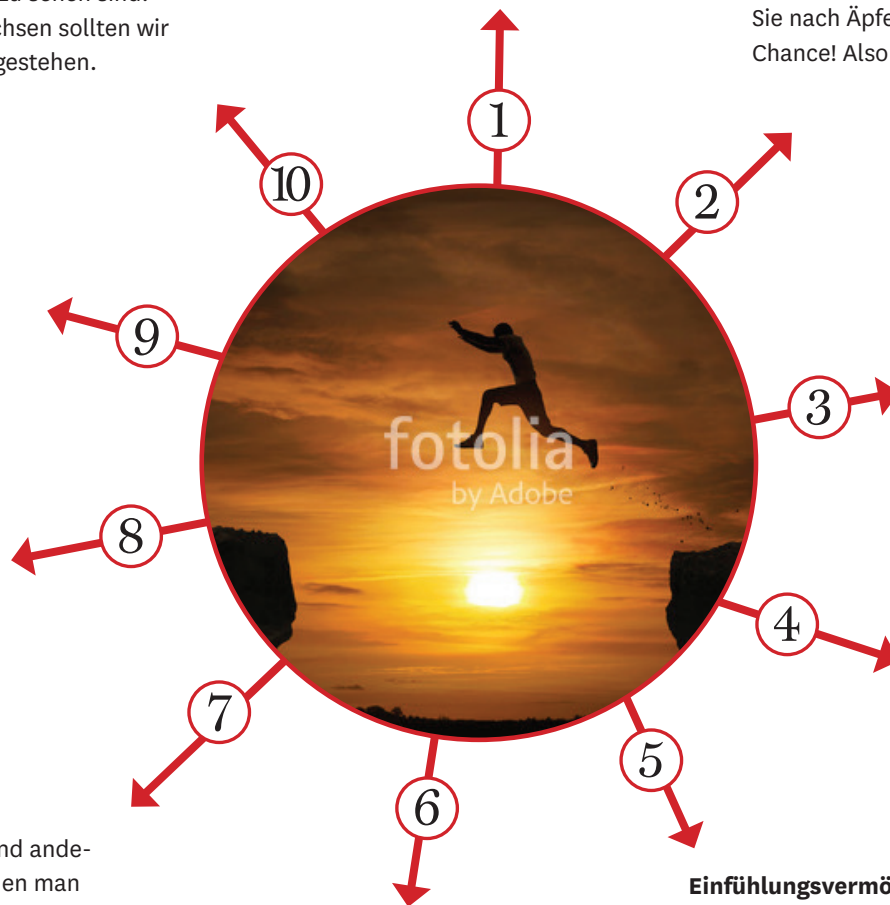 chsen sollten wir
gestehen.
Sie nach Äpfe
Chance! Also
1
2
3
4
5
6
7
8
9
10
fotolia
by Adobe
nd ande-
en man
Einfühlungsvermö